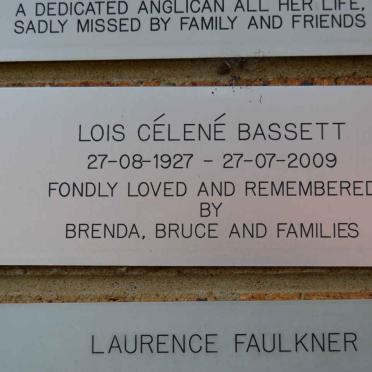 A DEDICATED ANGLICAN ALL HER LIFE,
SADLY MISSED BY FAMILY AND FRIENDS
LOIS CÉLENÉ BASSETT
27-08-1927 - 27-07-2009
FONDLY LOVED AND REMEMBERED
BY
BRENDA, BRUCE AND FAMILIES
LAURENCE FAULKNER